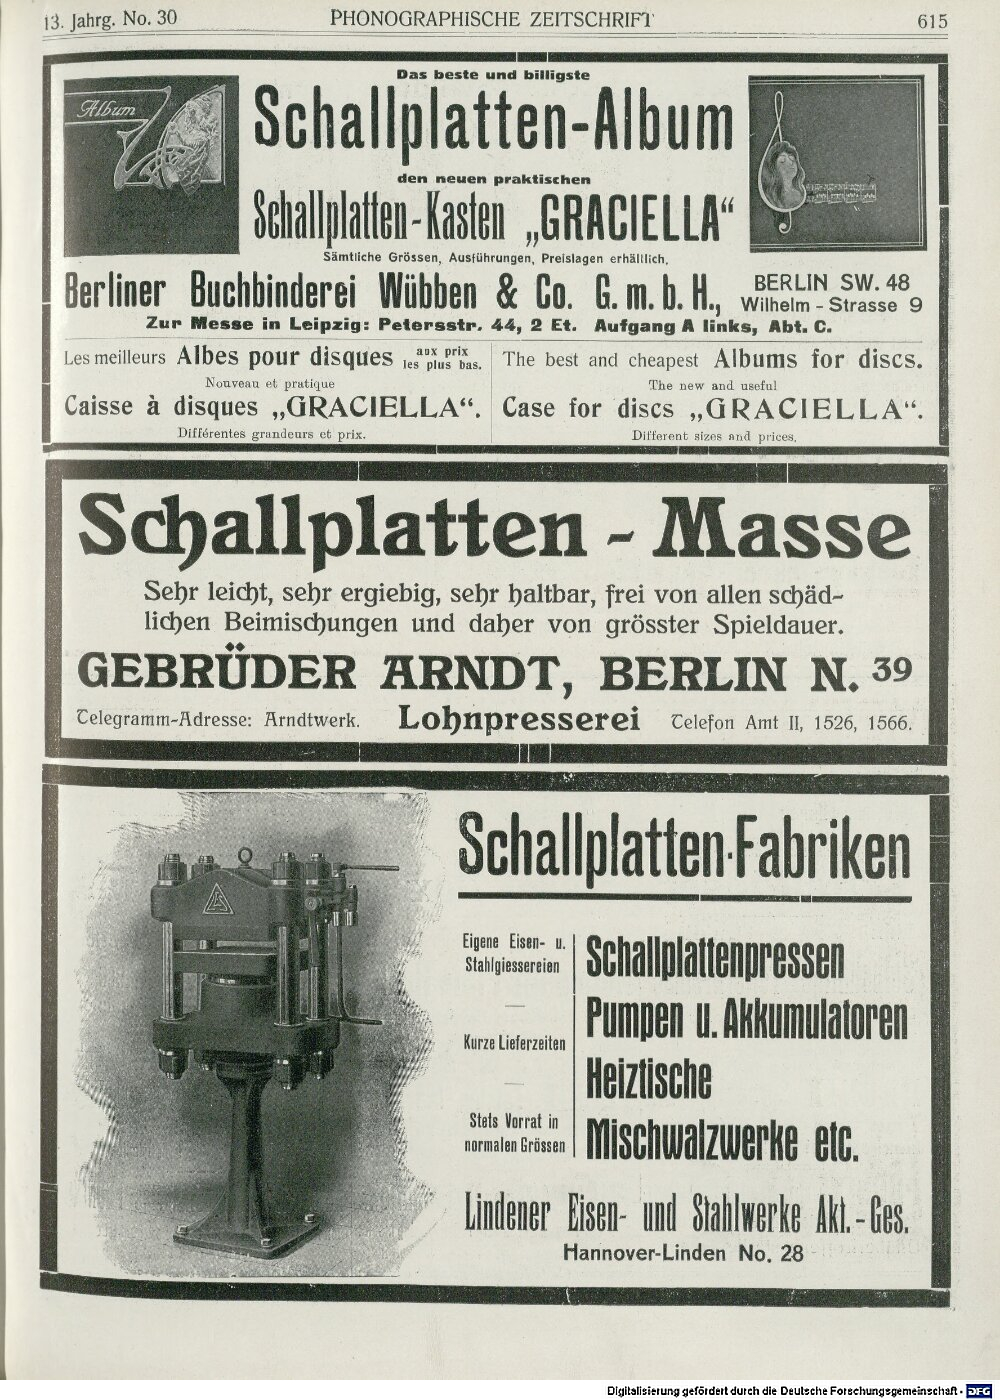 13. Jahrg. No. 30 PHONOGRAPHISCHE ZEITSCHRIFT 615
Album
Das beste und billigste
Schallplatten-Album
den neuen praktischen
Schallplatten-Kasten „GRACIELLA“
Sämtliche Grössen, Ausführungen, Preislagen erhältlich.
Berliner Buchbinderei Wübben & Co. G. m. b. H.,
BERLIN SW. 48
Wilhelm-Strasse 9
Zur Messe in Leipzig: Petersstr. 44, 2 Et. Aufgang A links, Abt. C.
Les meilleurs Albes pour disques aux prix les plus bas.
Nouveau et pratique
Caisse à disques „GRACIELLA“.
Différentes grandeurs et prix.
The best and cheapest Albums for discs.
The new and useful
Case for discs „GRACIELLA“.
Different sizes and prices.
Schallplatten-Masse
Sehr leicht, sehr ergiebig, sehr haltbar, frei von allen schäd-
lichen Beimischungen und daher von grösster Spieldauer.
GEBRÜDER ARNDT, BERLIN N. 39
Telegramm-Adresse: Arndtwerk. Lohnpresserei Telefon Amt II, 1526, 1566.
Schallplatten-Fabriken
Eigene Eisen- u.
Stahlgiessereien
Kurze Lieferzeiten
Stets Vorrat in
normalen Grössen
Schallplattenpressen
Pumpen u. Akkumulatoren
Heiztische
Mischwalzwerke etc.
Lindener Eisen- und Stahlwerke Akt.-Ges.
Hannover-Linden No. 28
Digitalisierung gefördert durch die Deutsche Forschungsgemeinschaft - DFG